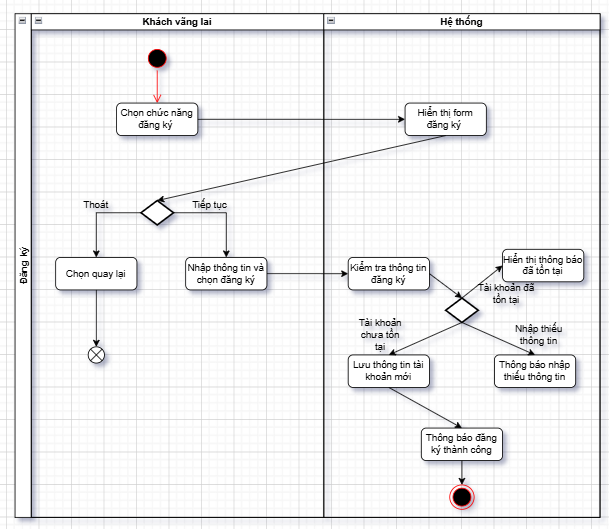 Khách vãng lai
Hệ thống
Đăng ký
Chọn chức năng
đăng ký
Hiển thị form
đăng ký
Thoát
Tiếp tục
Chọn quay lại
Nhập thông tin và
chọn đăng ký
Kiểm tra thông tin
đăng ký
Hiển thị thông báo
đã tồn tại
Tài khoản đã
tồn tại
Tài khoản
chưa tồn
tại
Nhập thiếu
thông tin
Lưu thông tin tài
khoản mới
Thông báo nhập
thiếu thông tin
Thông báo đăng
ký thành công